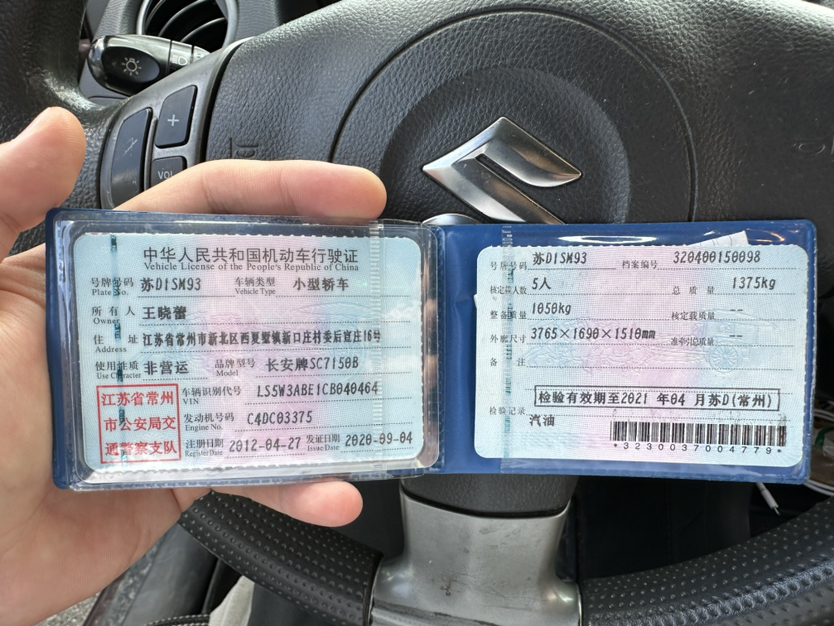 中华人民共和国机动车行驶证
Vehicle License of the People's Republic of China
号牌号码 苏D1SM93 车辆类型 小型轿车
Plate No. Vehicle Type
所有人 王晓蕾
Owner
住址 江苏省常州市新北区西夏墅镇新口庄村委后宣庄16号
Address
使用性质 非营运 品牌型号 长安牌SC7150B
Use Character Model
江苏省常州
市公安局交
通警察支队
车辆识别代号 LS5W3ABE1CB040464
VIN
发动机号码 C4DC03375
Engine No.
注册日期 2012-04-27 发证日期 2020-09-04
Register Date Issue Date
号牌号码 苏D1SM93 档案编号 320400150098
核定载人数 5人 总质量 1375kg
整备质量 1050kg 核定载质量 --
外廓尺寸 3765×1690×1510mm 准牵引总质量 --
备注
检验有效期至2021 年04 月苏D(常州)
检验记录
汽油
*3230037004779*
+
VOL